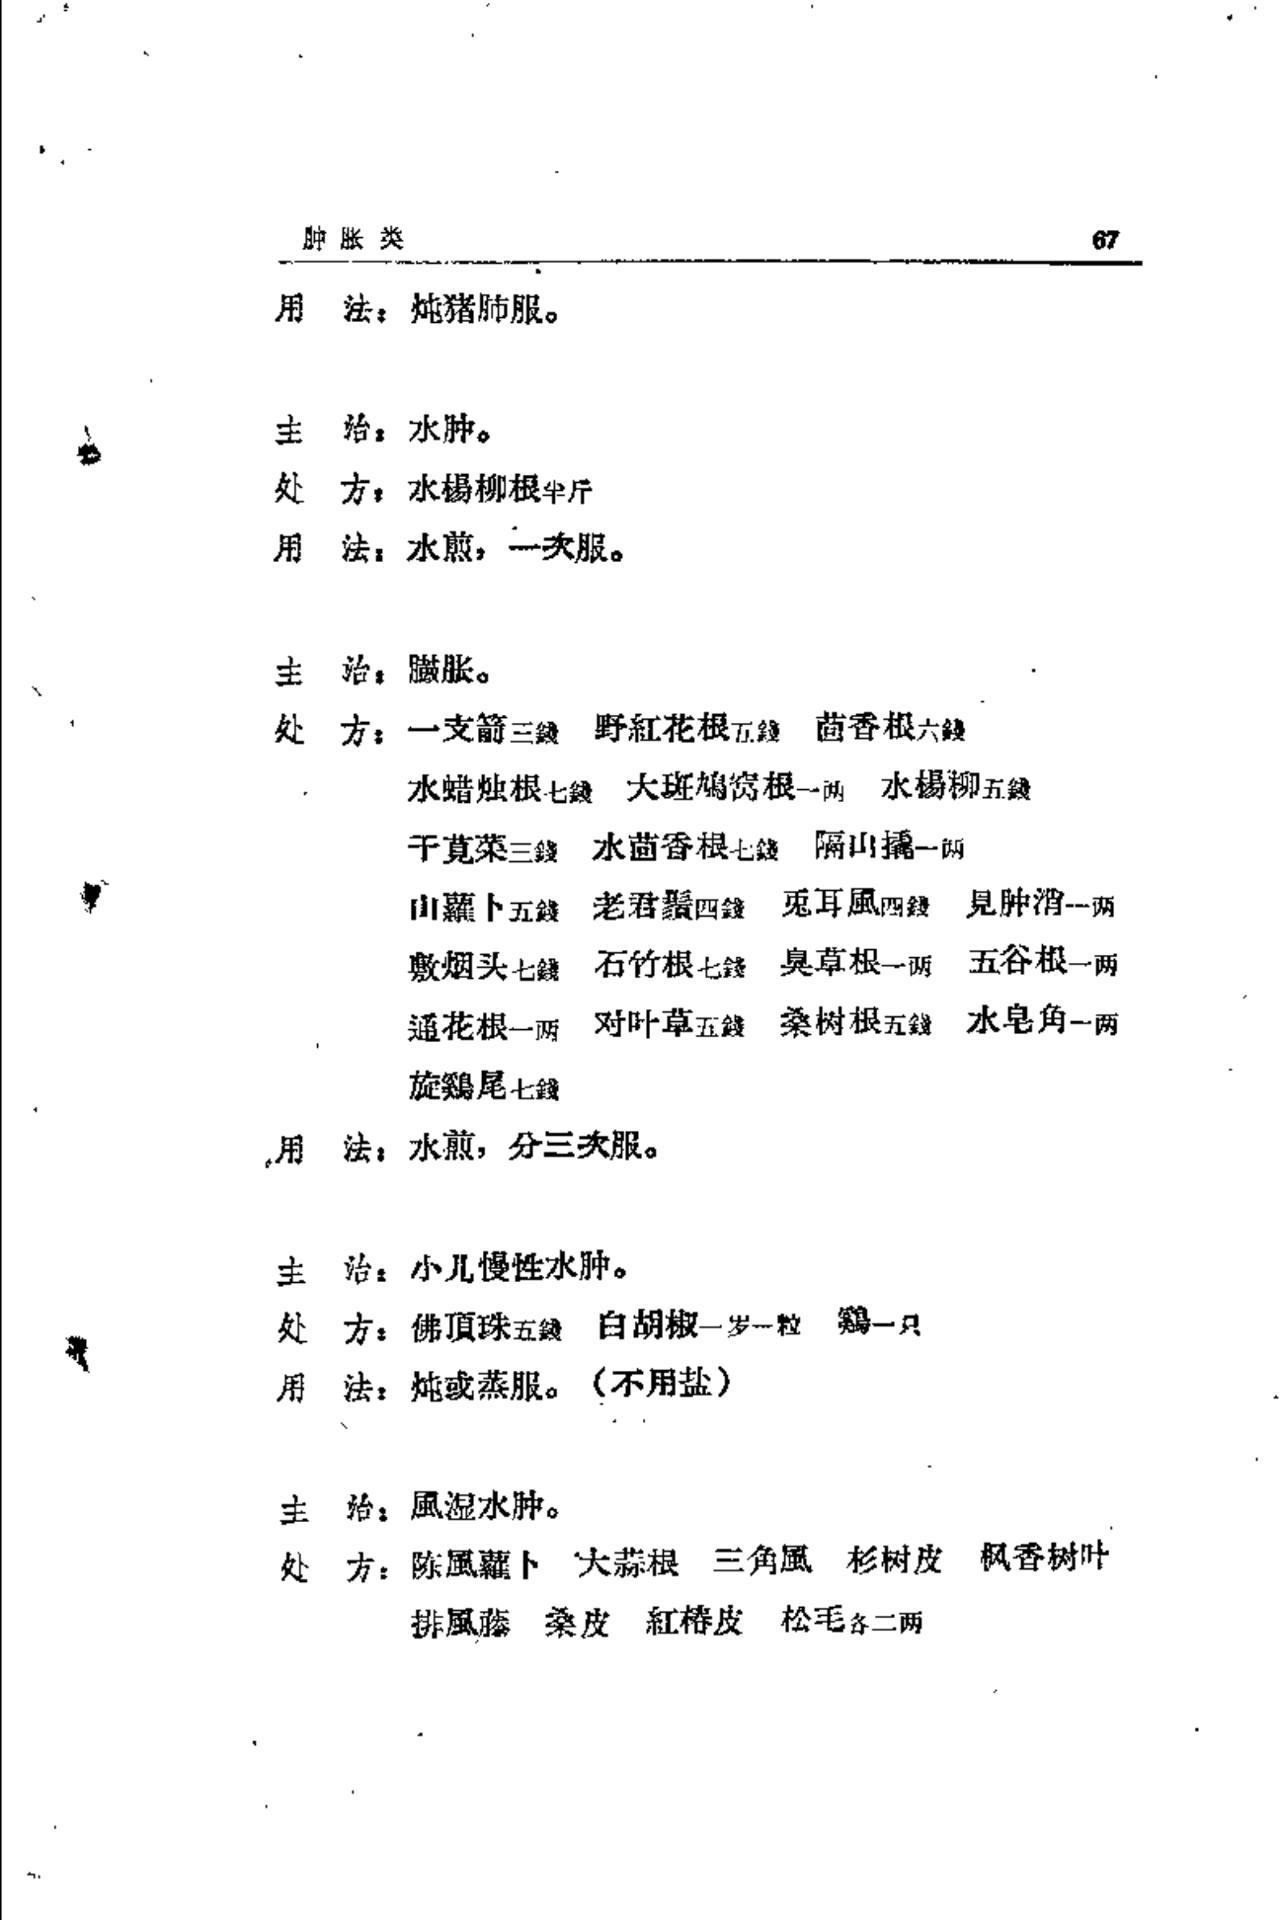 肿胀类 67
用　法：炖猪肺服。
主　治：水肿。
处　方：水楊柳根半斤
用　法：水煎，一次服。
主　治：臌胀。
处　方：一支箭三錢　野紅花根五錢　茴香根六錢
水蜡烛根七錢　大斑鳩窝根一两　水楊柳五錢
干莧菜三錢　水茴香根七錢　隔山撬一两
山蘿卜五錢　老君鬚四錢　兎耳風四錢　見肿消一两
敷烟头七錢　石竹根七錢　臭草根一两　五谷根一两
通花根一两　对叶草五錢　桑树根五錢　水皂角一两
旋鷄尾七錢
用　法：水煎，分三次服。
主　治：小儿慢性水肿。
处　方：佛頂珠五錢　白胡椒一岁一粒　鷄一只
用　法：炖或蒸服。（不用盐）
主　治：風湿水肿。
处　方：陈風蘿卜　大蒜根　三角風　杉树皮　枫香树叶
排風藤　桑皮　紅椿皮　松毛各二两